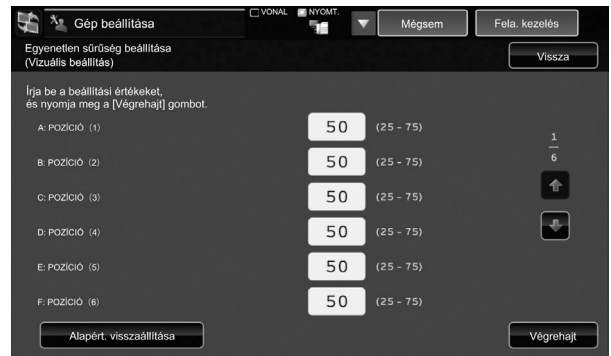 Gép beállítása
VONAL
NYOMT.
Mégsem
Fela. kezelés
Egyenetlen sűrűség beállítása
(Vizuális beállítás)
Vissza
Írja be a beállítási értékeket,
és nyomja meg a [Végrehajt] gombot.
A: POZÍCIÓ (1) 50 (25 - 75)
B: POZÍCIÓ (2) 50 (25 - 75)
C: POZÍCIÓ (3) 50 (25 - 75)
D: POZÍCIÓ (4) 50 (25 - 75)
E: POZÍCIÓ (5) 50 (25 - 75)
F: POZÍCIÓ (6) 50 (25 - 75)
1
6
Alapért. visszaállítása
Végrehajt